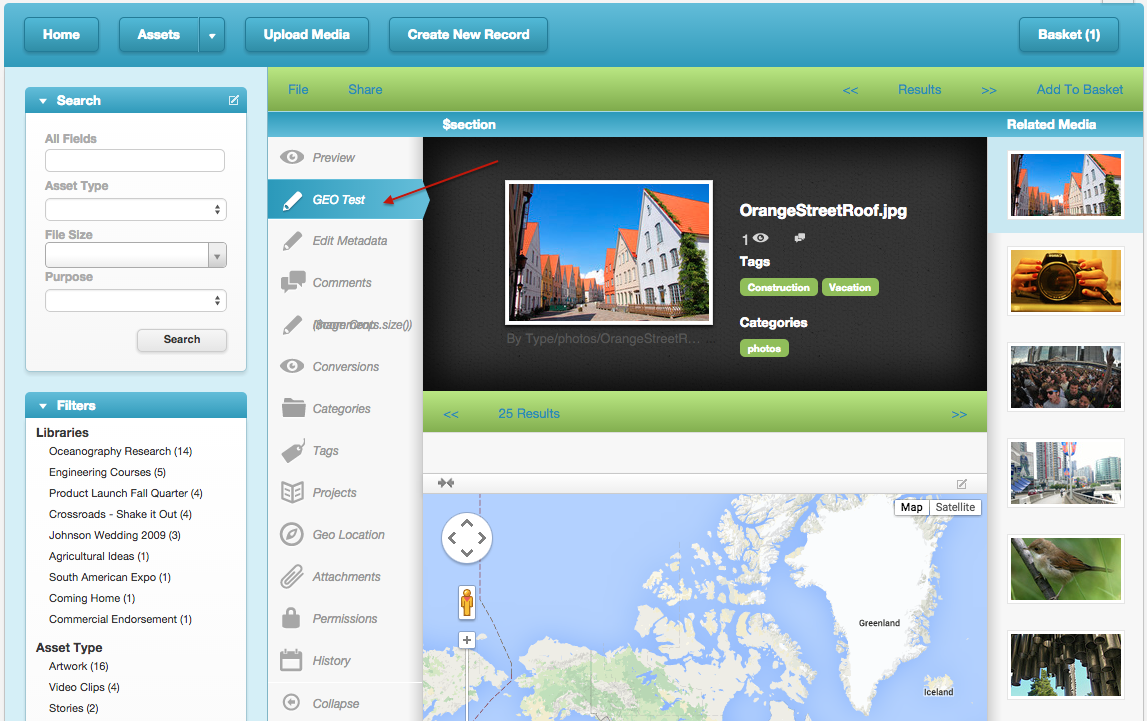 Home
Assets
Upload Media
Create New Record
Basket (1)
Search
All Fields
Asset Type
File Size
Purpose
Search
Filters
Libraries
Oceanography Research (14)
Engineering Courses (5)
Product Launch Fall Quarter (4)
Crossroads - Shake it Out (4)
Johnson Wedding 2009 (3)
Agricultural Ideas (1)
South American Expo (1)
Coming Home (1)
Commercial Endorsement (1)
Asset Type
Artwork (16)
Video Clips (4)
Stories (2)
File
Share
<<
Results
>>
Add To Basket
$section
Related Media
Preview
GEO Test
Edit Metadata
Comments
Conversions
Categories
Tags
Projects
Geo Location
Attachments
Permissions
History
Collapse
OrangeStreetRoof.jpg
1
Tags
Construction
Vacation
Categories
photos
By Type/photos/OrangeStreetR...
<<
25 Results
>>
Map
Satellite
Greenland
Iceland